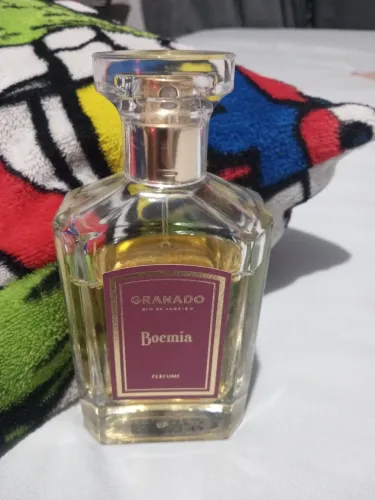 GRANADO
RIO DE JANEIRO
Boemia
PERFUME